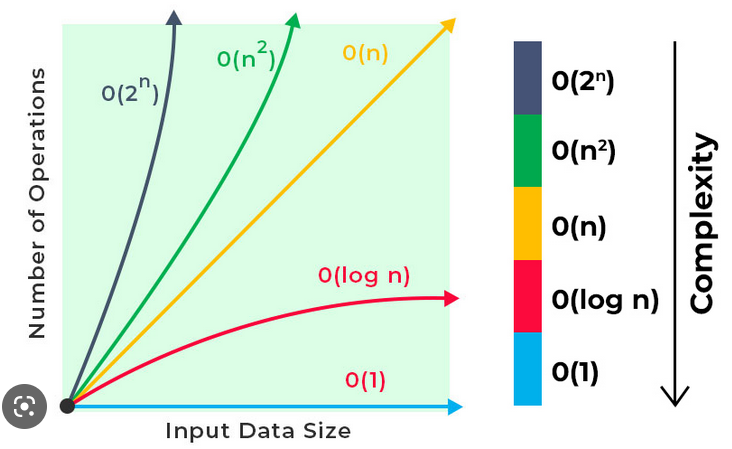 Number of Operations
0(2ⁿ)
0(n²)
0(n)
0(log n)
0(1)
Input Data Size
0(2ⁿ)
0(n²)
0(n)
0(log n)
0(1)
Complexity